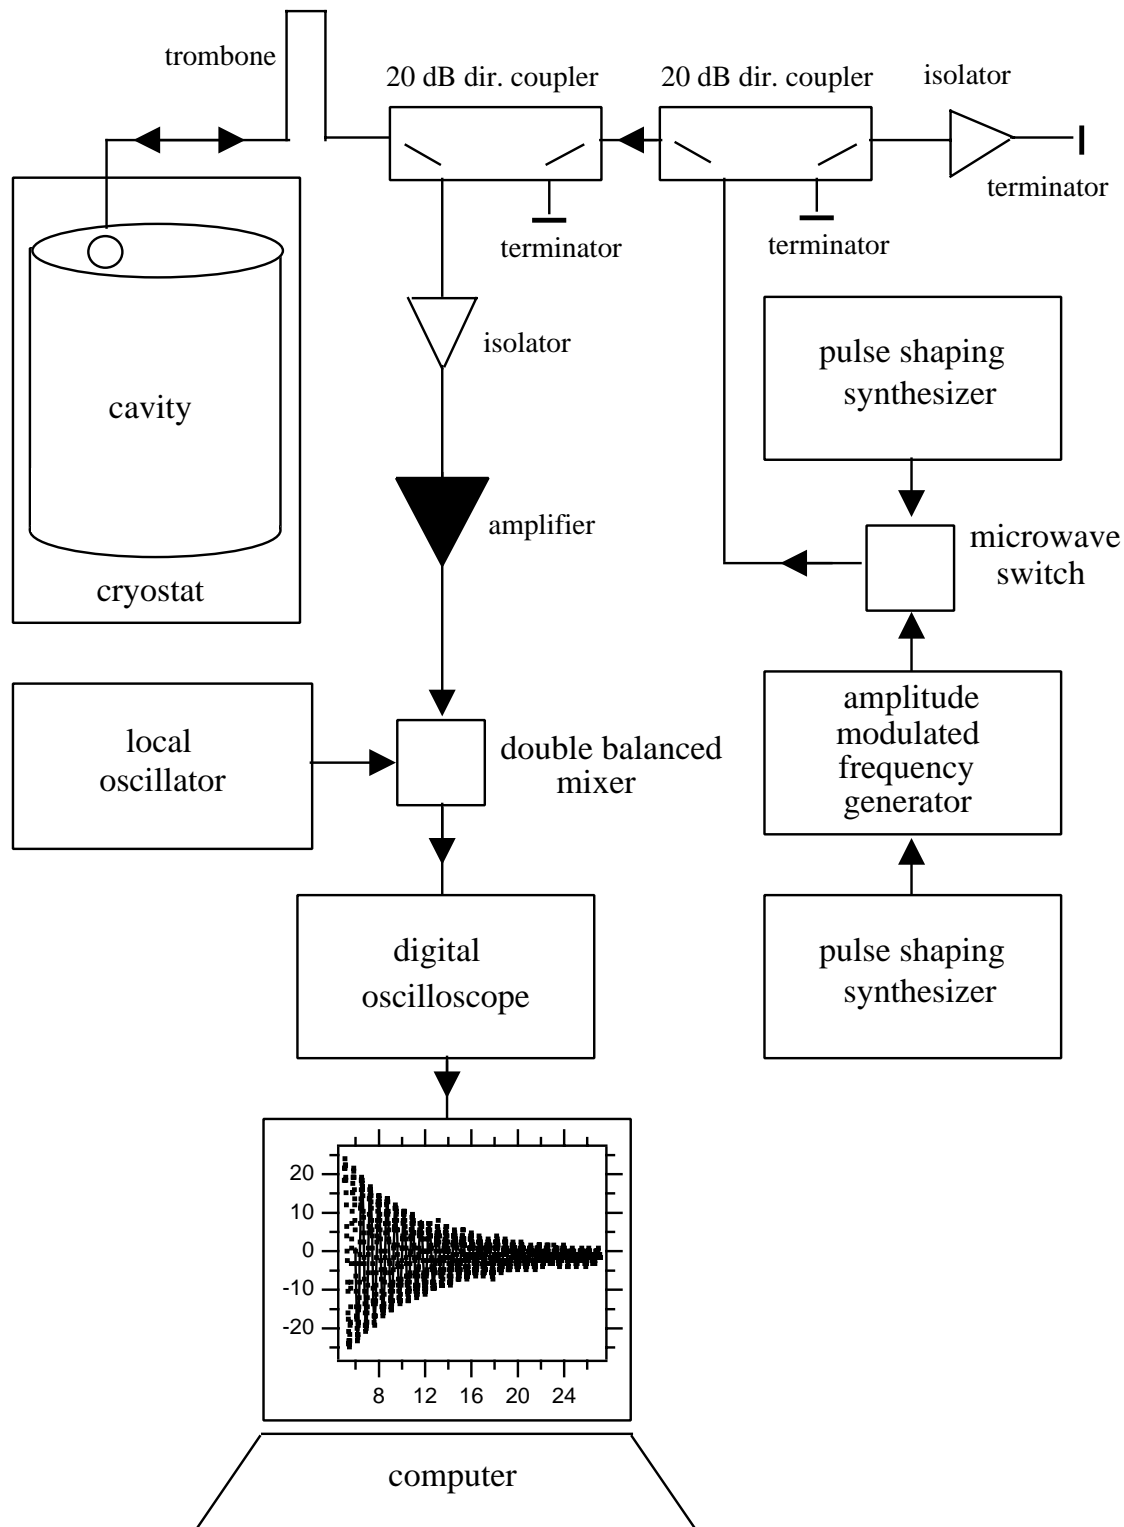 trombone
20 dB dir. coupler
20 dB dir. coupler
isolator
terminator
terminator
terminator
isolator
pulse shaping
synthesizer
cavity
amplifier
microwave
switch
cryostat
amplitude
modulated
frequency
generator
local
oscillator
double balanced
mixer
digital
oscilloscope
pulse shaping
synthesizer
20
10
0
-10
-20
8 12 16 20 24
computer